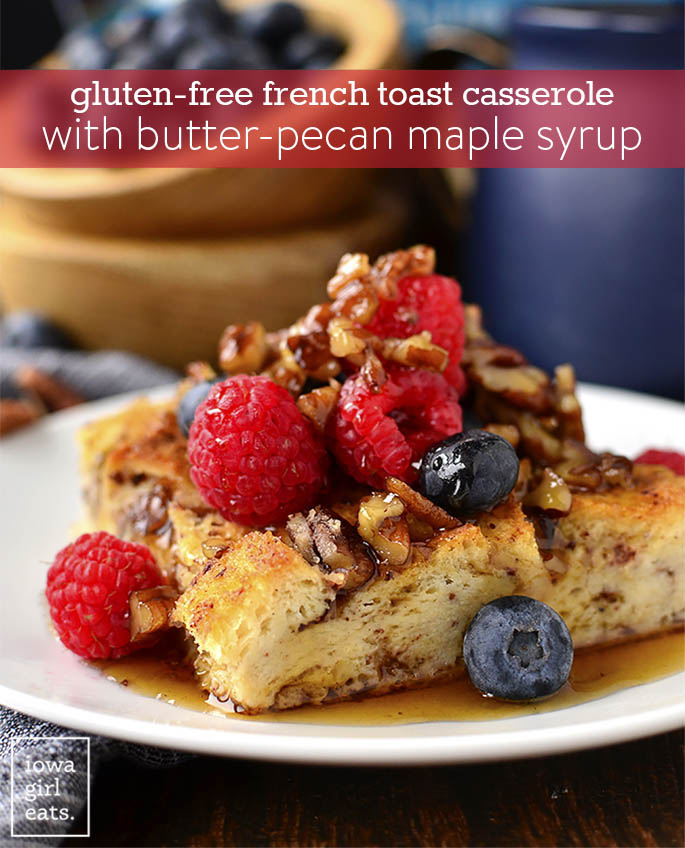 gluten-free french toast casserole
with butter-pecan maple syrup
iowa
girl
eats.